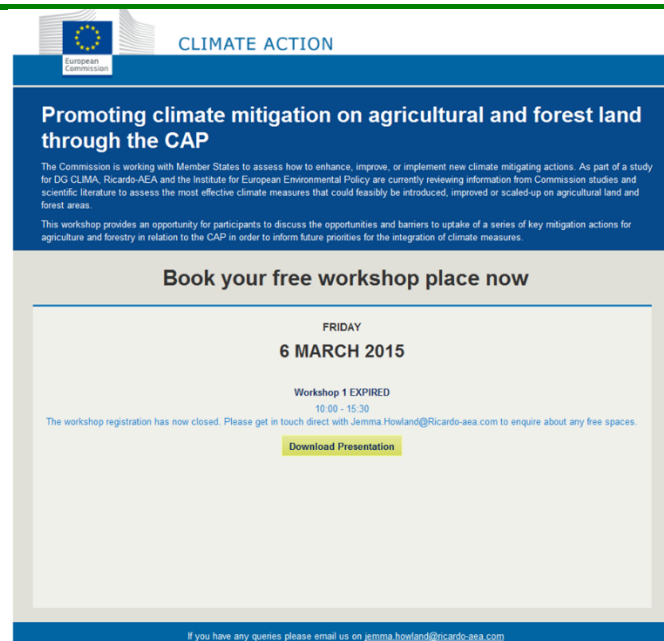 European
Commission
CLIMATE ACTION
Promoting climate mitigation on agricultural and forest land
through the CAP
The Commission is working with Member States to assess how to enhance, improve, or implement new climate mitigating actions. As part of a study
for DG CLIMA, Ricardo-AEA and the Institute for European Environmental Policy are currently reviewing information from Commission studies and
scientific literature to assess the most effective climate measures that could feasibly be introduced, improved or scaled-up on agricultural land and
forest areas.
This workshop provides an opportunity for participants to discuss the opportunities and barriers to uptake of a series of key mitigation actions for
agriculture and forestry in relation to the CAP in order to inform future priorities for the integration of climate measures.
Book your free workshop place now
FRIDAY
6 MARCH 2015
Workshop 1 EXPIRED
10:00 - 15:30
The workshop registration has now closed. Please get in touch direct with Jemma.Howland@Ricardo-aea.com to enquire about any free spaces.
Download Presentation
If you have any queries please email us on jemma.howland@ricardo-aea.com